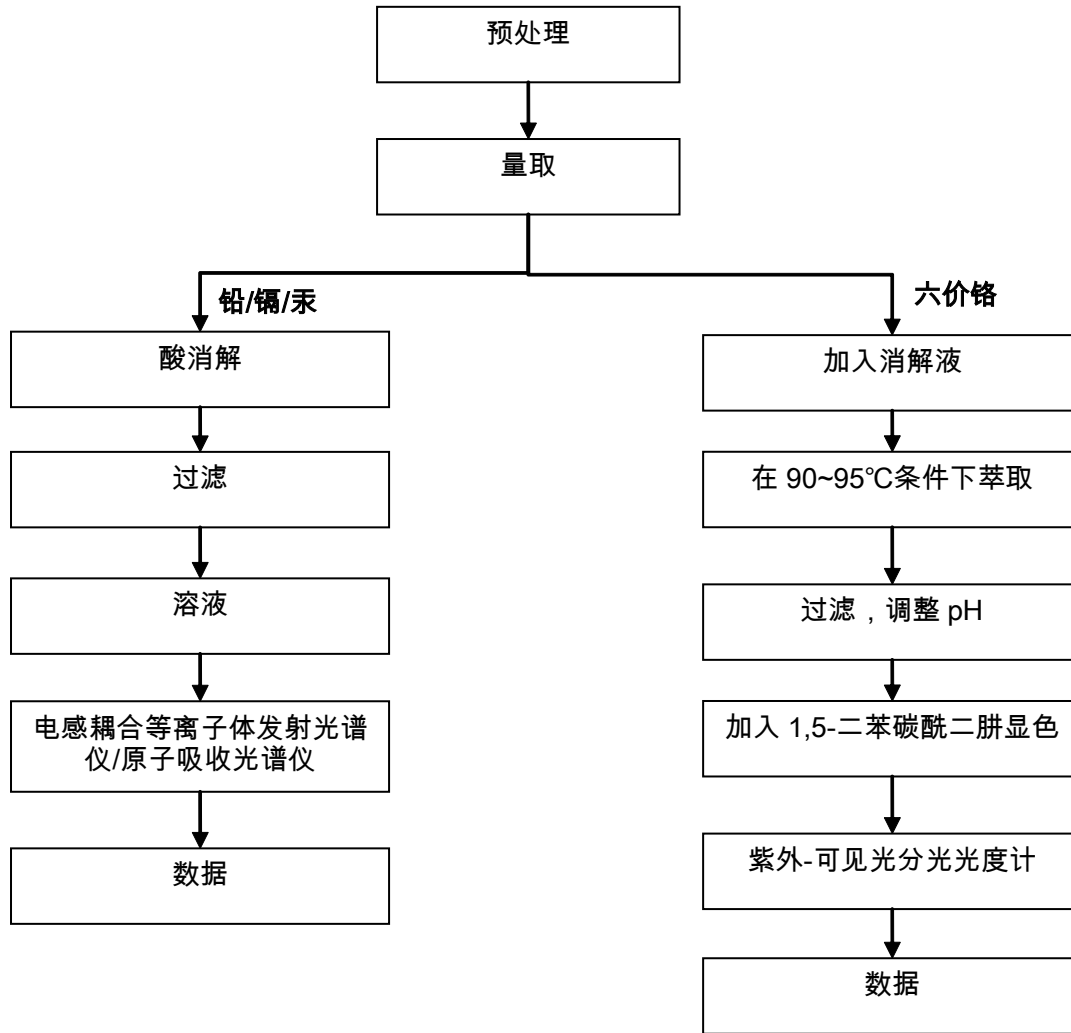 预处理
量取
铅/镉/汞
酸消解
过滤
溶液
电感耦合等离子体发射光谱
仪/原子吸收光谱仪
数据
六价铬
加入消解液
在 90~95℃条件下萃取
过滤，调整 pH
加入 1,5-二苯碳酰二肼显色
紫外-可见光分光光度计
数据